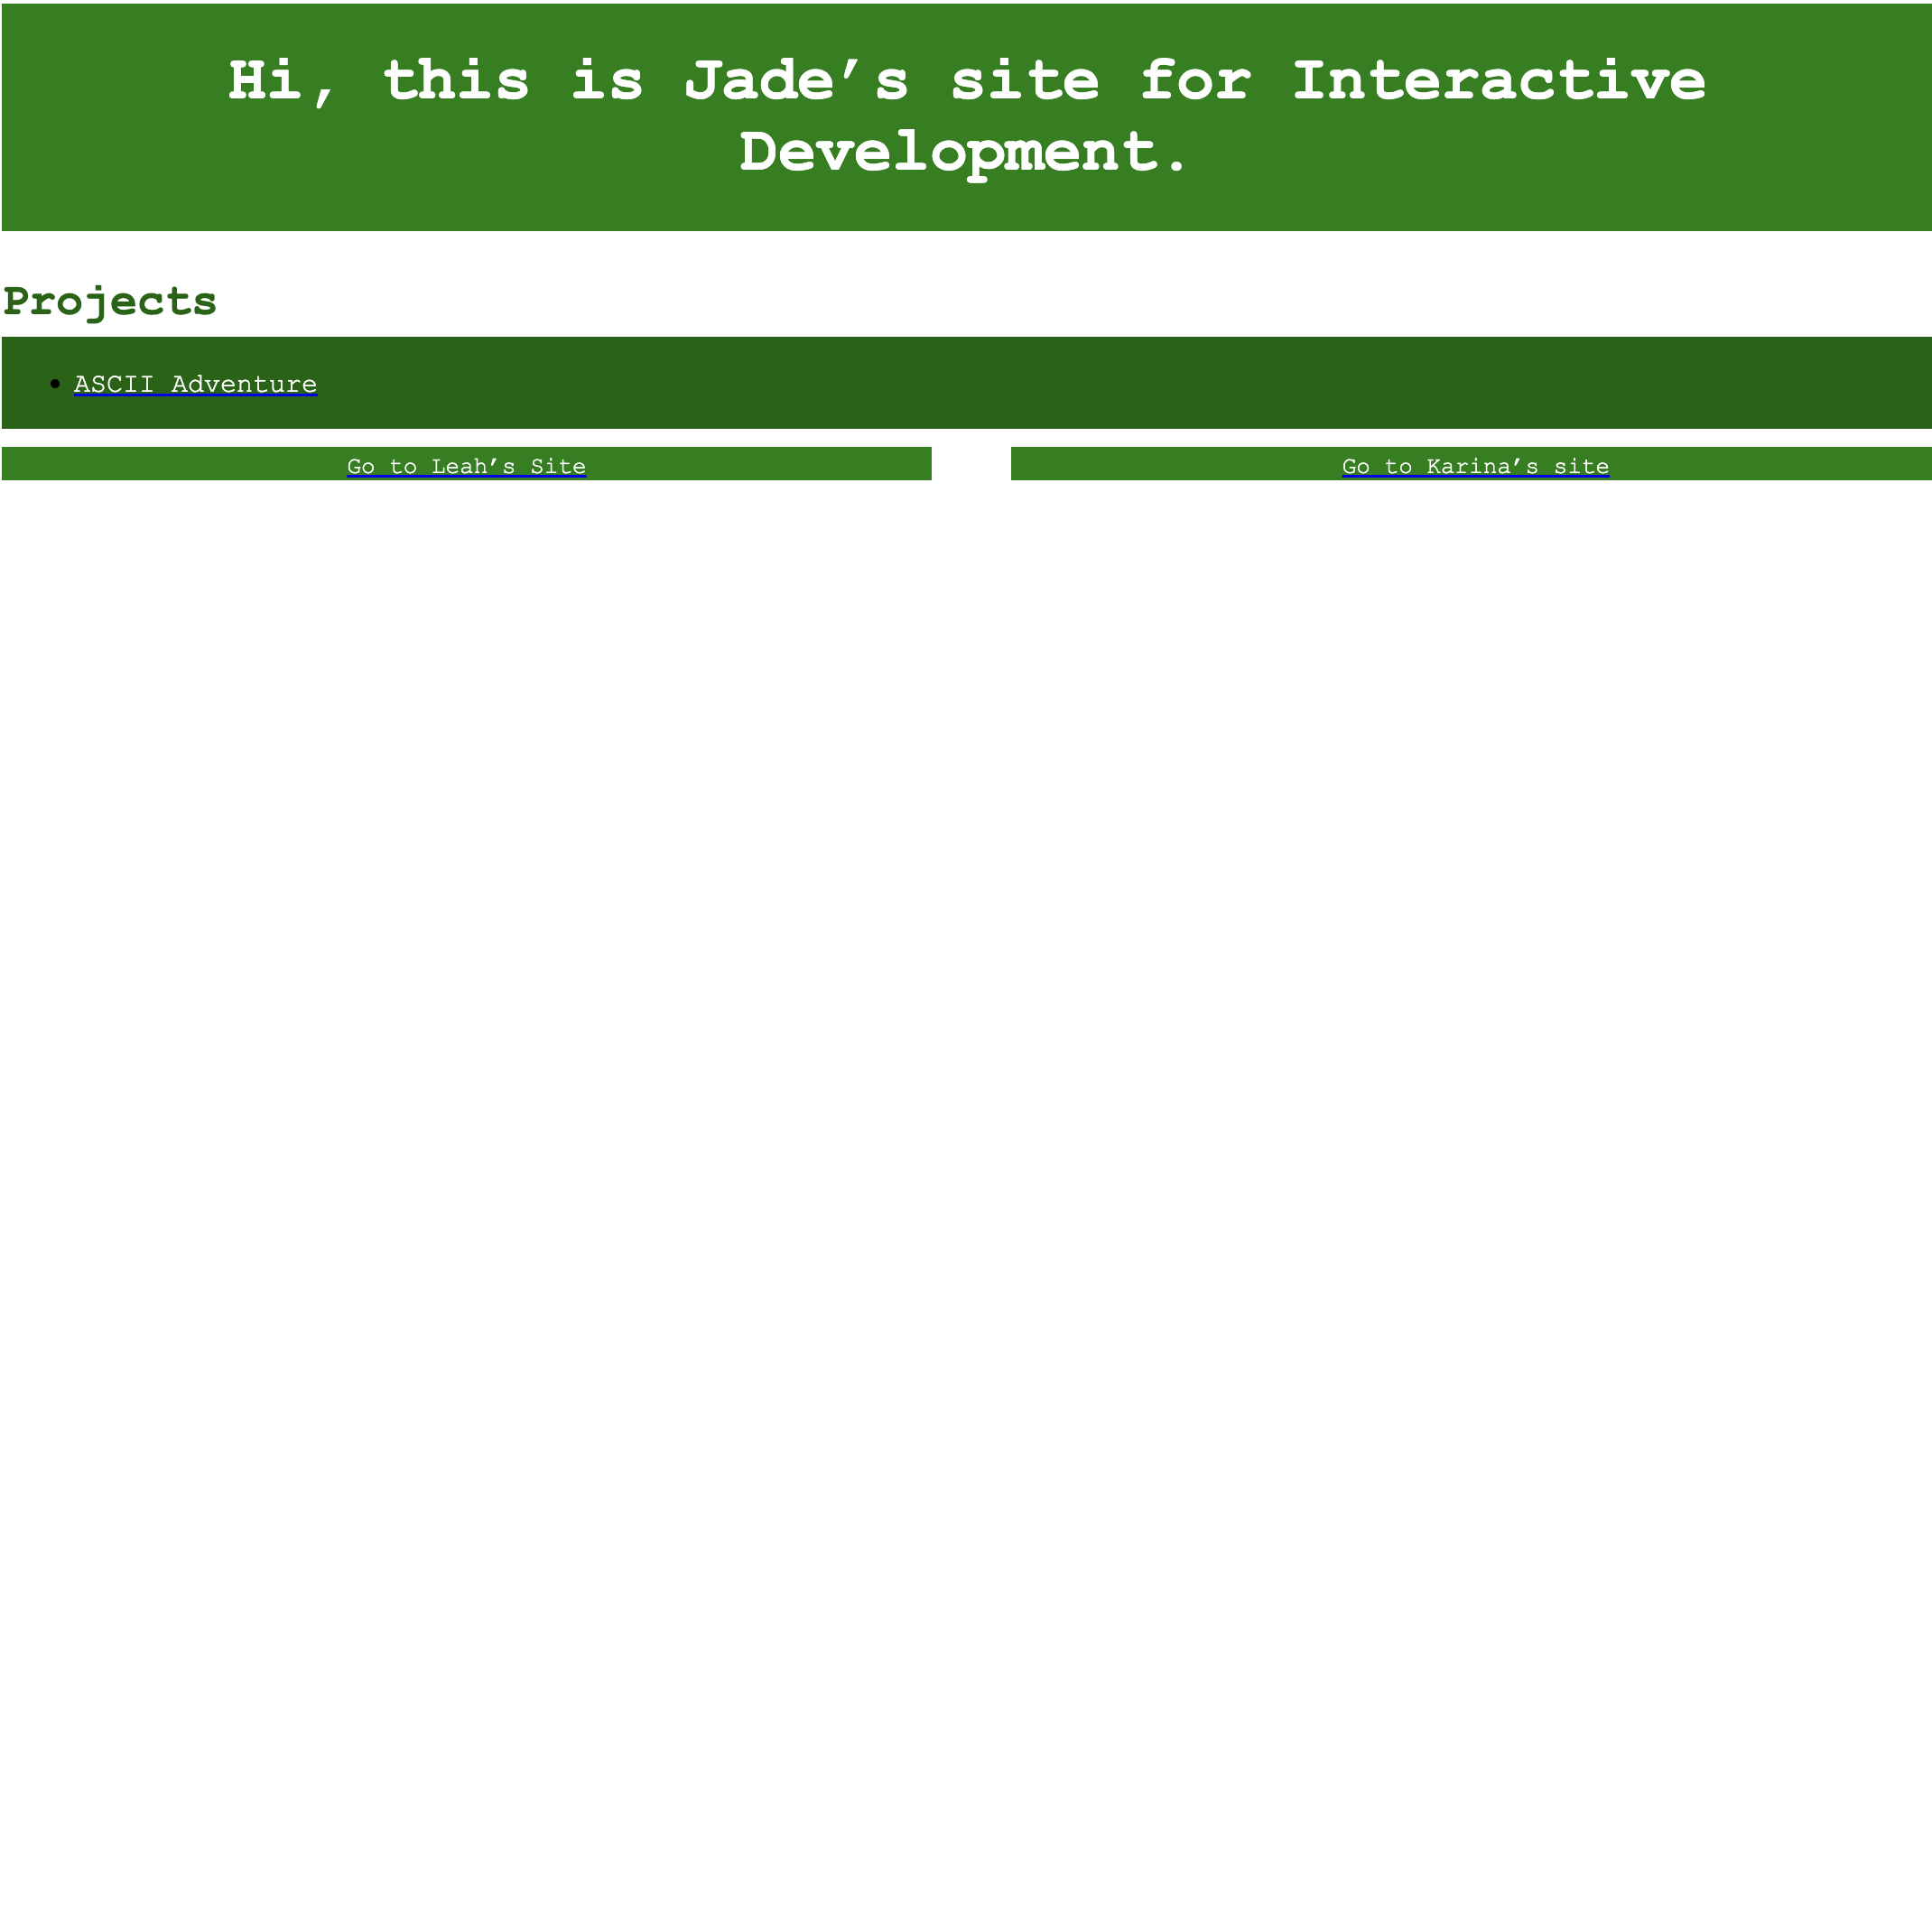 Hi, this is Jade’s site for Interactive
Development.
Projects
ASCII Adventure
Go to Leah’s Site
Go to Karina’s site